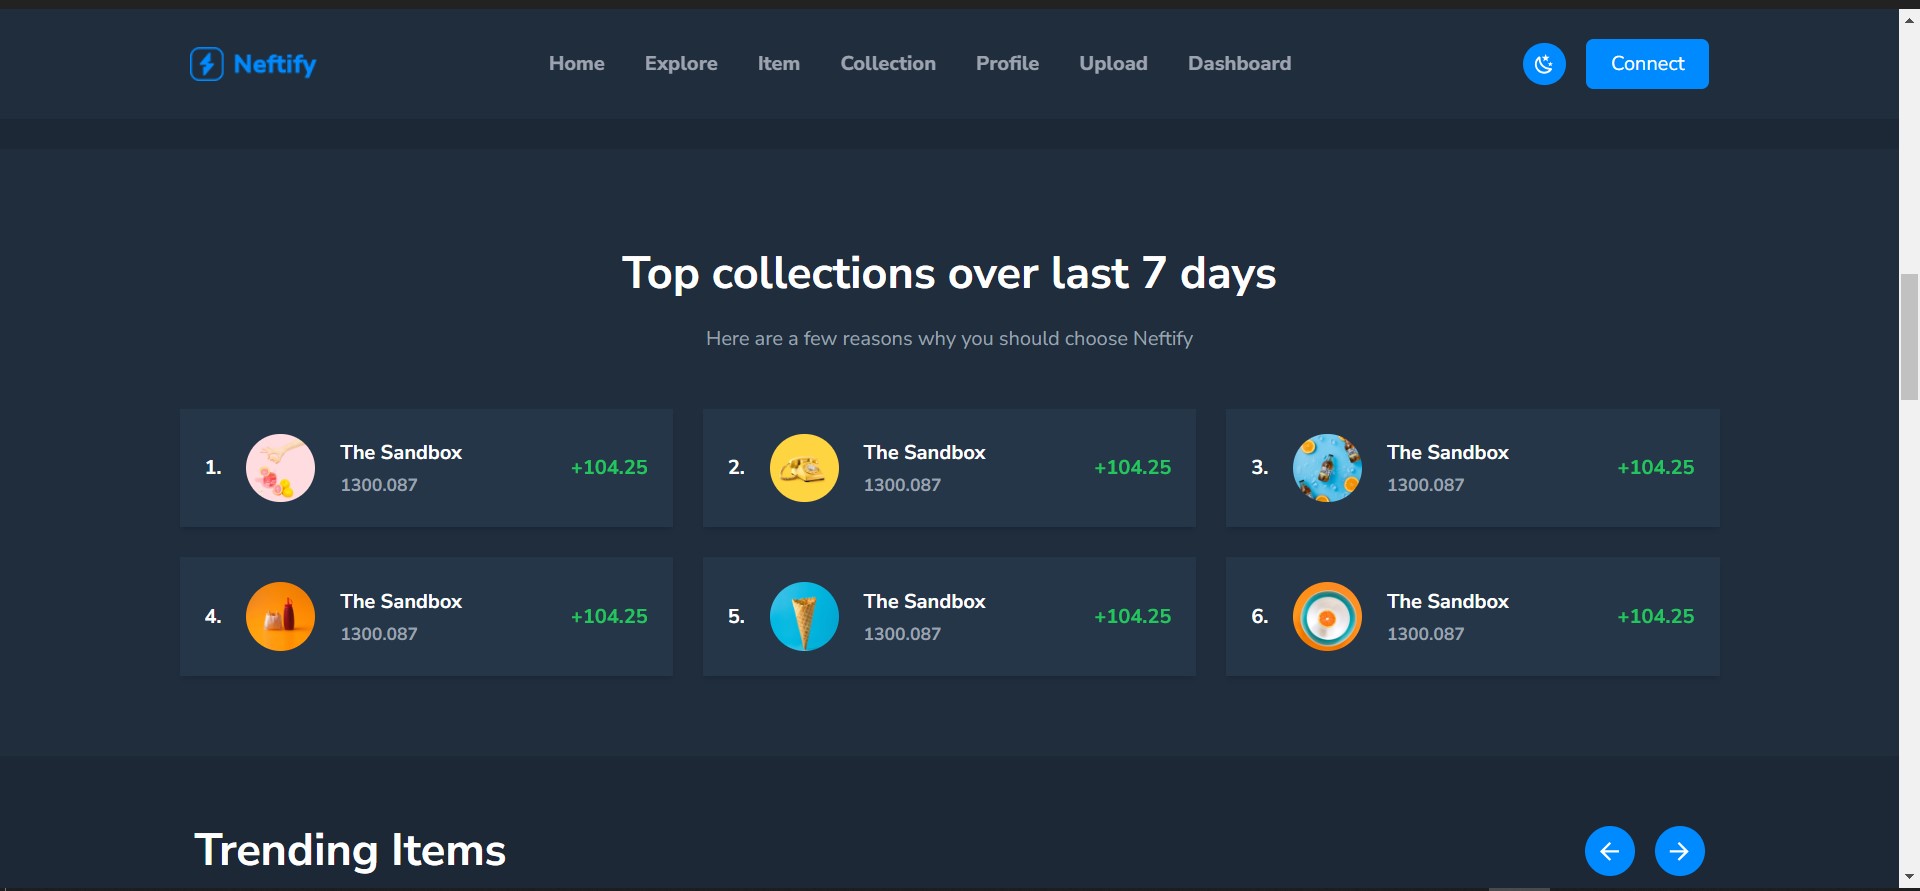 Neftify
Home Explore Item Collection Profile Upload Dashboard
Connect
Top collections over last 7 days
Here are a few reasons why you should choose Neftify
1. The Sandbox
1300.087
+104.25
2. The Sandbox
1300.087
+104.25
3. The Sandbox
1300.087
+104.25
4. The Sandbox
1300.087
+104.25
5. The Sandbox
1300.087
+104.25
6. The Sandbox
1300.087
+104.25
Trending Items